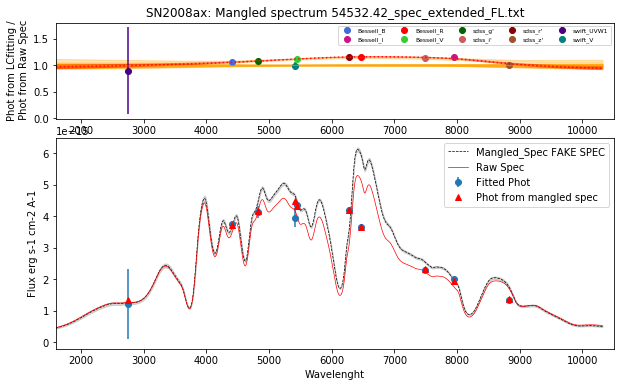 SN2008ax: Mangled spectrum 54532.42_spec_extended_FL.txt
Phot from LCfitting /
Phot from Raw Spec
1.5
1.0
0.5
0.0
Bessell_B
Bessell_I
Bessell_R
Bessell_V
sdss_g'
sdss_i'
sdss_r'
sdss_z'
swift_UVW1
swift_V
2000 3000 4000 5000 6000 7000 8000 9000 10000
Flux erg s-1 cm-2 A-1
6
5
4
3
2
1
0
Mangled_Spec FAKE SPEC
Raw Spec
Fitted Phot
Phot from mangled spec
2000 3000 4000 5000 6000 7000 8000 9000 10000
Wavelenght